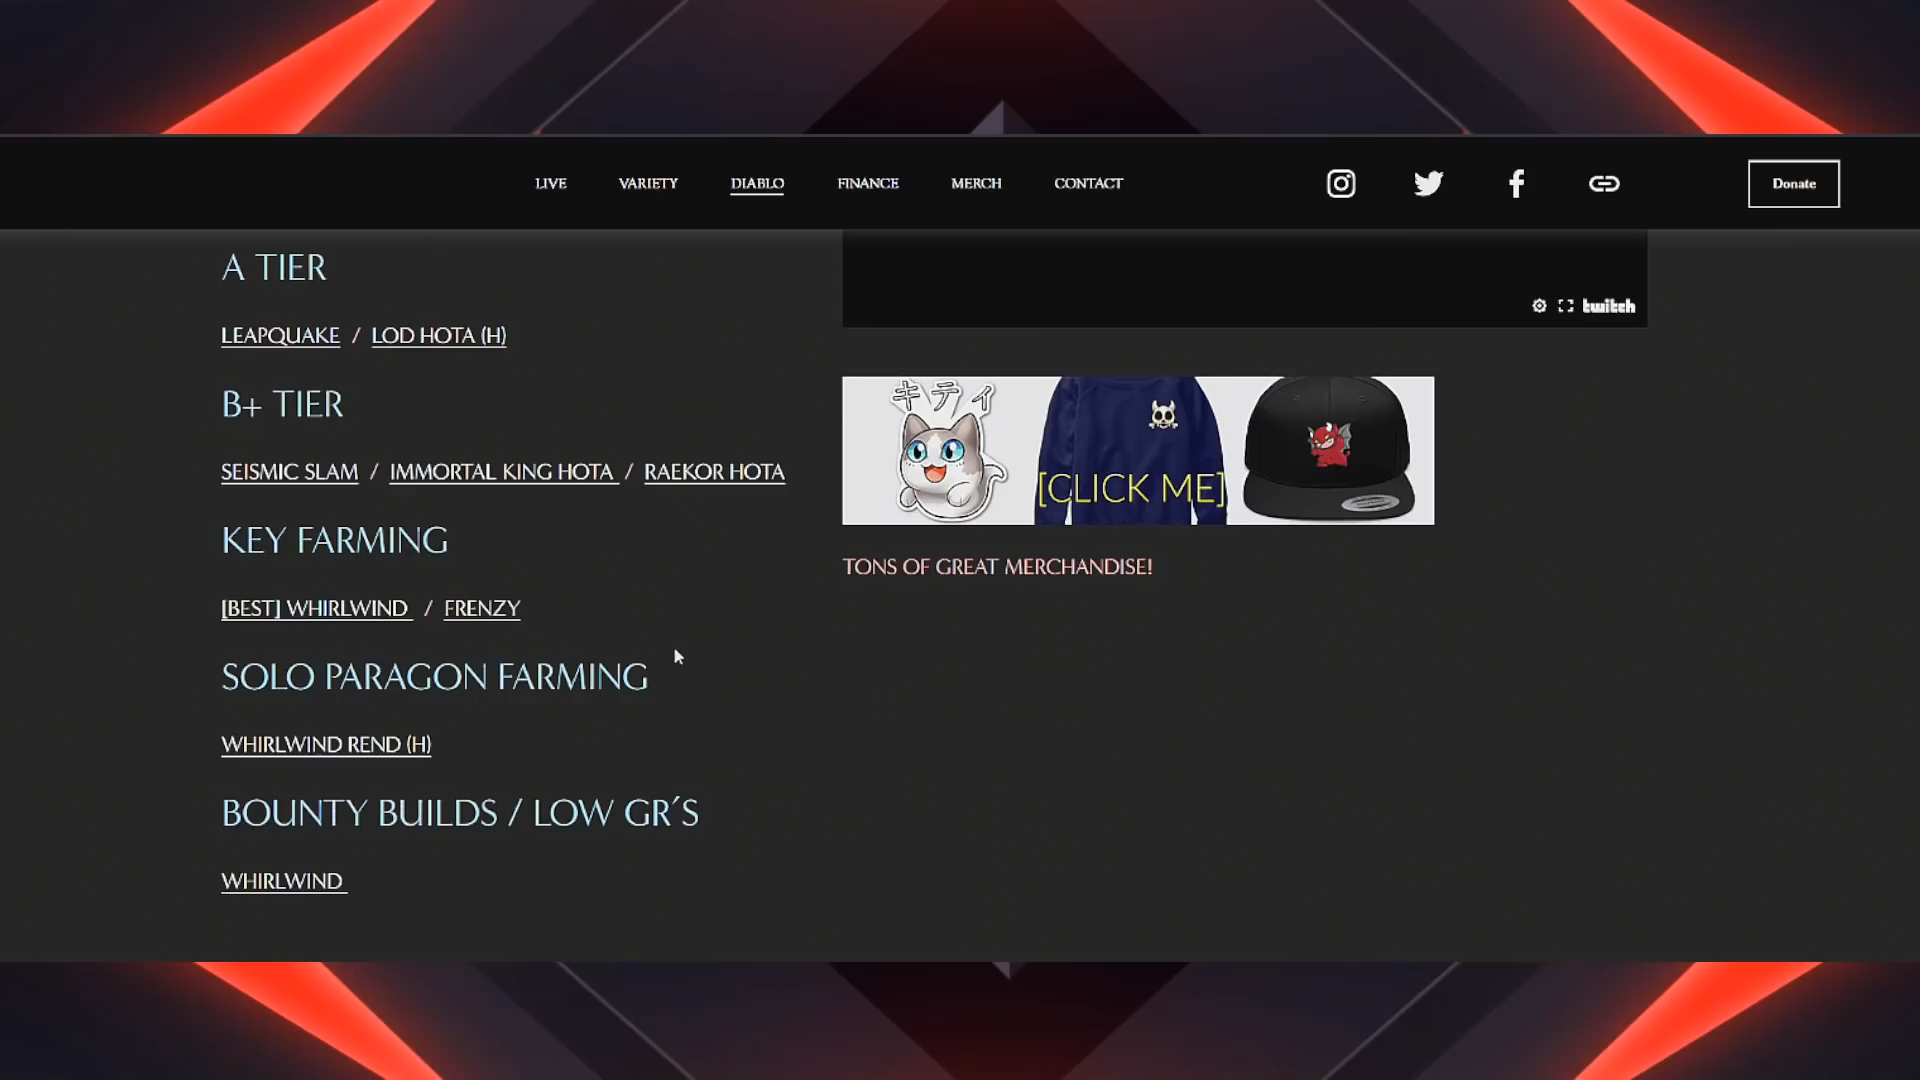 LIVE VARIETY DIABLO FINANCE MERCH CONTACT Donate
A TIER
LEAPQUAKE / LOD HOTA (H)
B+ TIER
SEISMIC SLAM / IMMORTAL KING HOTA / RAEKOR HOTA
KEY FARMING
[BEST] WHIRLWIND / FRENZY
SOLO PARAGON FARMING
WHIRLWIND REND (H)
BOUNTY BUILDS / LOW GR´S
WHIRLWIND
twitch
キティ
[CLICK ME]
TONS OF GREAT MERCHANDISE!